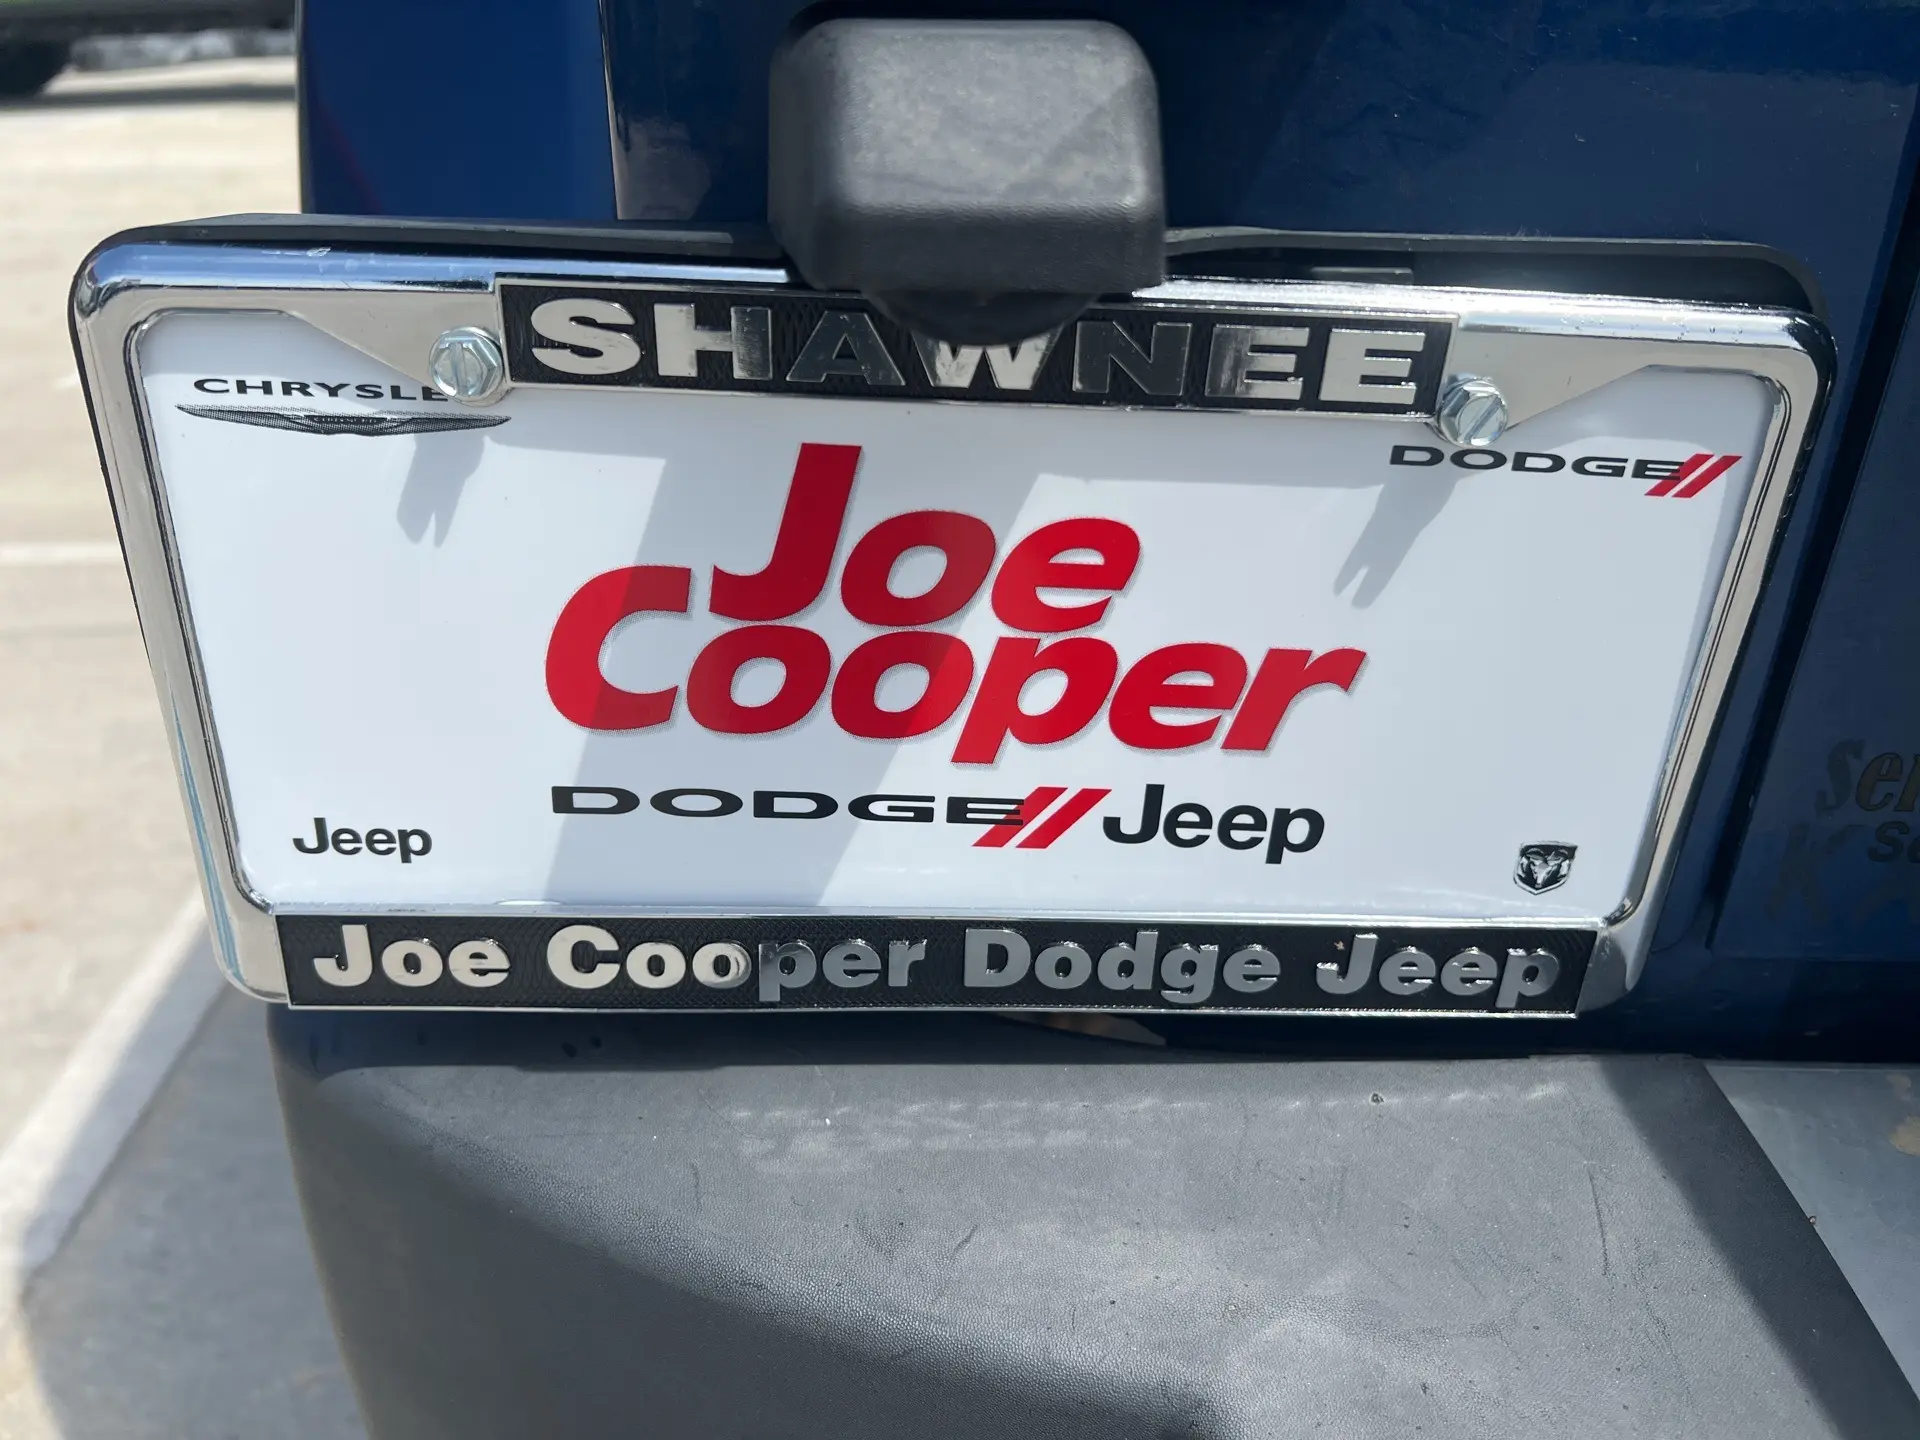 SHAWNEE
CHRYSLE
DODGE
Joe
Cooper
DODGE Jeep
Jeep
Joe Cooper Dodge Jeep